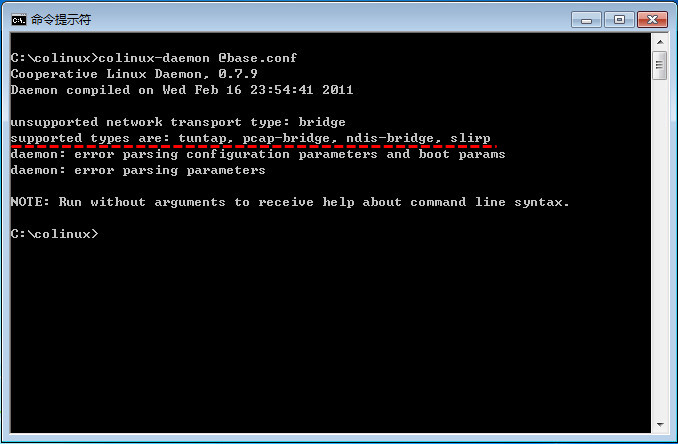 命令提示符
C:\colinux>colinux-daemon @base.conf
Cooperative Linux Daemon, 0.7.9
Daemon compiled on Wed Feb 16 23:54:41 2011
unsupported network transport type: bridge
supported types are: tuntap, pcap-bridge, ndis-bridge, slirp
daemon: error parsing configuration parameters and boot params
daemon: error parsing parameters
NOTE: Run without arguments to receive help about command line syntax.
C:\colinux>